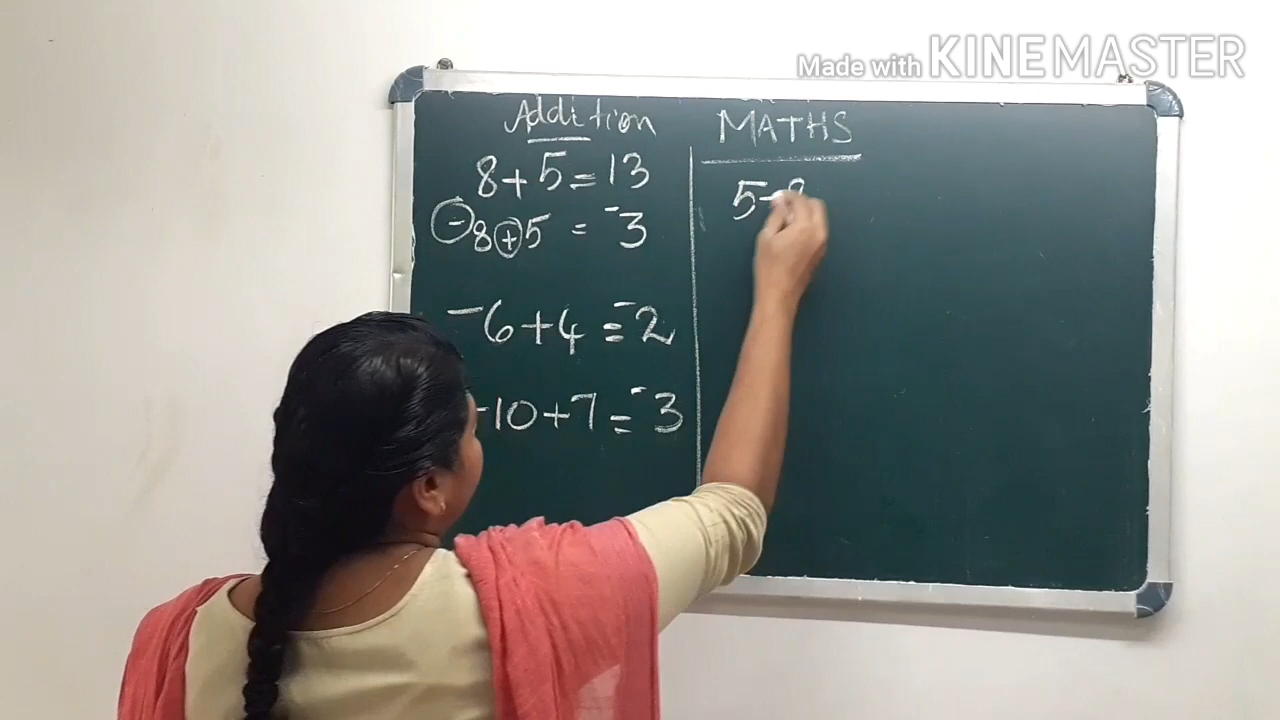 Made with KINEMASTER
Addition
8+5=13
-8+5 = -3
-6+4 = -2
-10+7 = -3
MATHS
5-